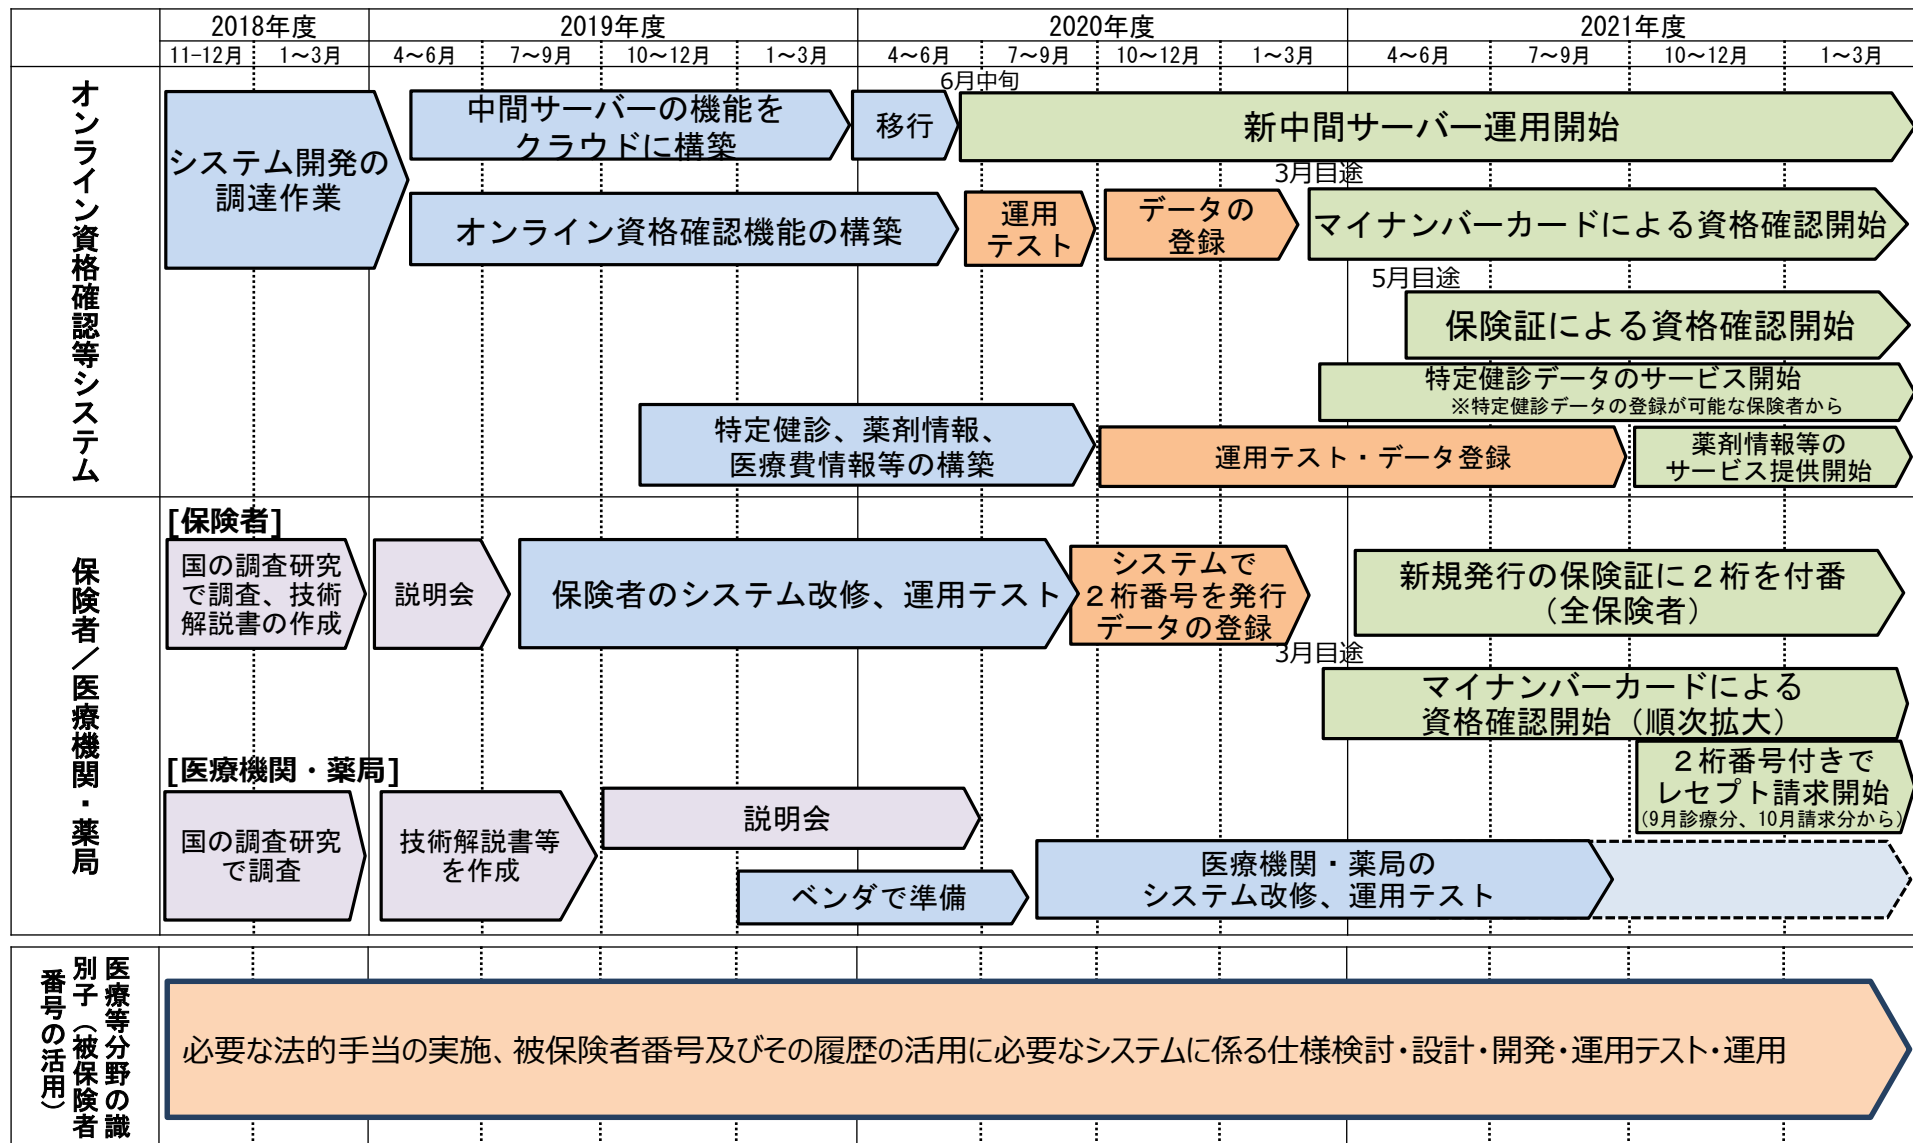 2018年度
2019年度
2020年度
2021年度
11-12月
1～3月
4～6月
7～9月
10～12月
1～3月
4～6月
7～9月
10～12月
1～3月
4～6月
7～9月
10～12月
1～3月
オンライン資格確認等システム
システム開発の
調達作業
中間サーバーの機能を
クラウドに構築
移行
6月中旬
新中間サーバー運用開始
オンライン資格確認機能の構築
運用
テスト
データの
登録
3月目途
マイナンバーカードによる資格確認開始
5月目途
保険証による資格確認開始
特定健診データのサービス開始
※特定健診データの登録が可能な保険者から
特定健診、薬剤情報、
医療費情報等の構築
運用テスト・データ登録
薬剤情報等の
サービス提供開始
保険者／医療機関・薬局
[保険者]
国の調査研究
で調査、技術
解説書の作成
説明会
保険者のシステム改修、運用テスト
システムで
２桁番号を発行
データの登録
新規発行の保険証に２桁を付番
（全保険者）
3月目途
マイナンバーカードによる
資格確認開始（順次拡大）
２桁番号付きで
レセプト請求開始
(9月診療分、10月請求分から)
[医療機関・薬局]
国の調査研究
で調査
技術解説書等
を作成
説明会
ベンダで準備
医療機関・薬局の
システム改修、運用テスト
医療等分野の識
別子（被保険者
番号の活用）
必要な法的手当の実施、被保険者番号及びその履歴の活用に必要なシステムに係る仕様検討・設計・開発・運用テスト・運用